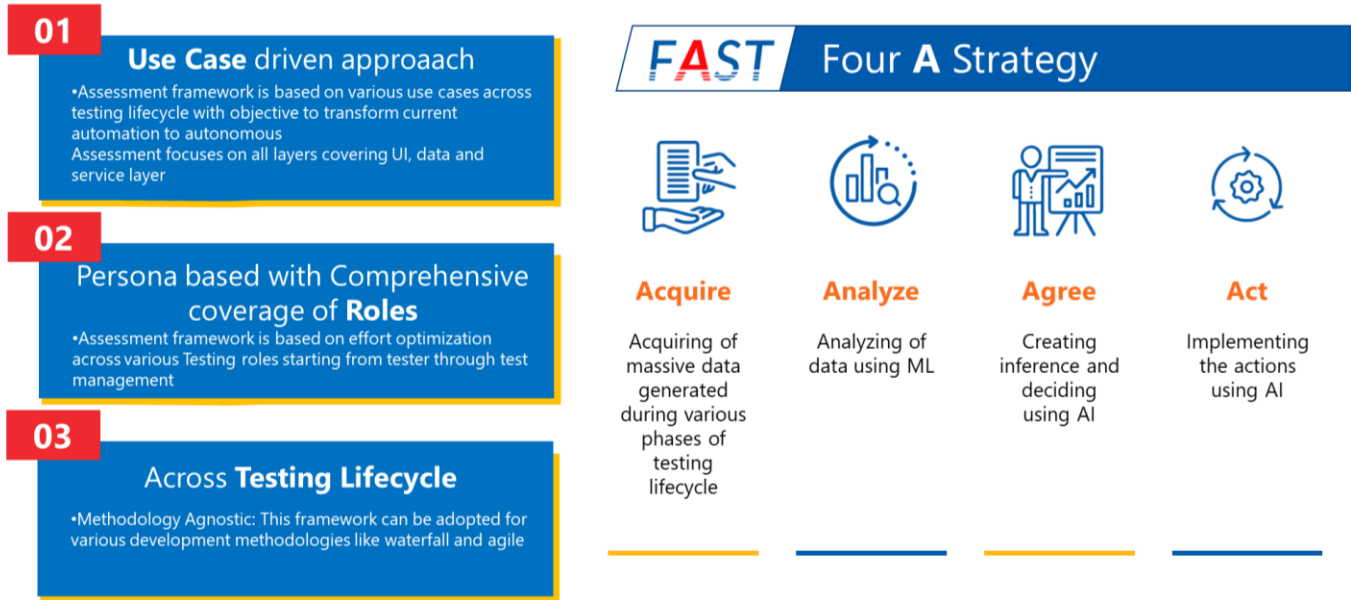 01
Use Case driven approaach
•Assessment framework is based on various use cases across
testing lifecycle with objective to transform current
automation to autonomous
Assessment focuses on all layers covering UI, data and
service layer
02
Persona based with Comprehensive
coverage of Roles
•Assessment framework is based on effort optimization
across various Testing roles starting from tester through test
management
03
Across Testing Lifecycle
•Methodology Agnostic: This framework can be adopted for
various development methodologies like waterfall and agile
FAST Four A Strategy
Acquire
Acquiring of
massive data
generated
during various
phases of
testing
lifecycle
Analyze
Analyzing of
data using ML
Agree
Creating
inference and
deciding
using AI
Act
Implementing
the actions
using AI